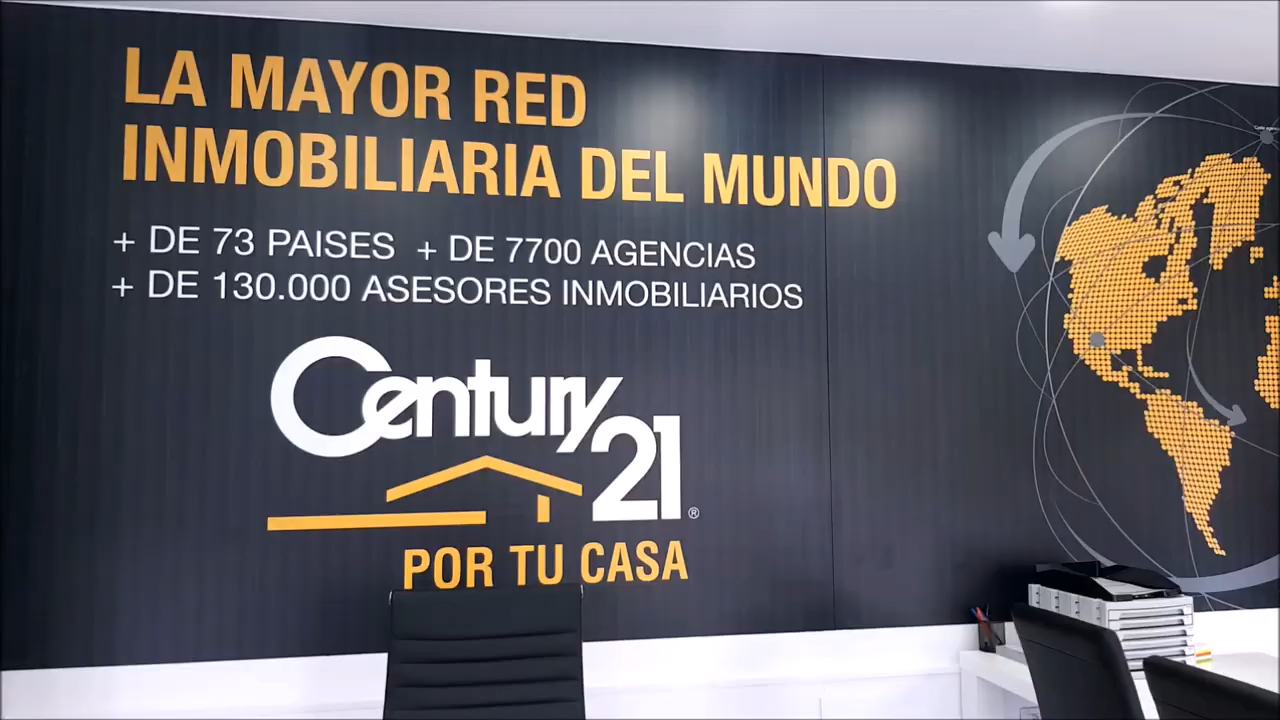 LA MAYOR RED
INMOBILIARIA DEL MUNDO
+ DE 73 PAISES + DE 7700 AGENCIAS
+ DE 130.000 ASESORES INMOBILIARIOS
Century
21®
POR TU CASA